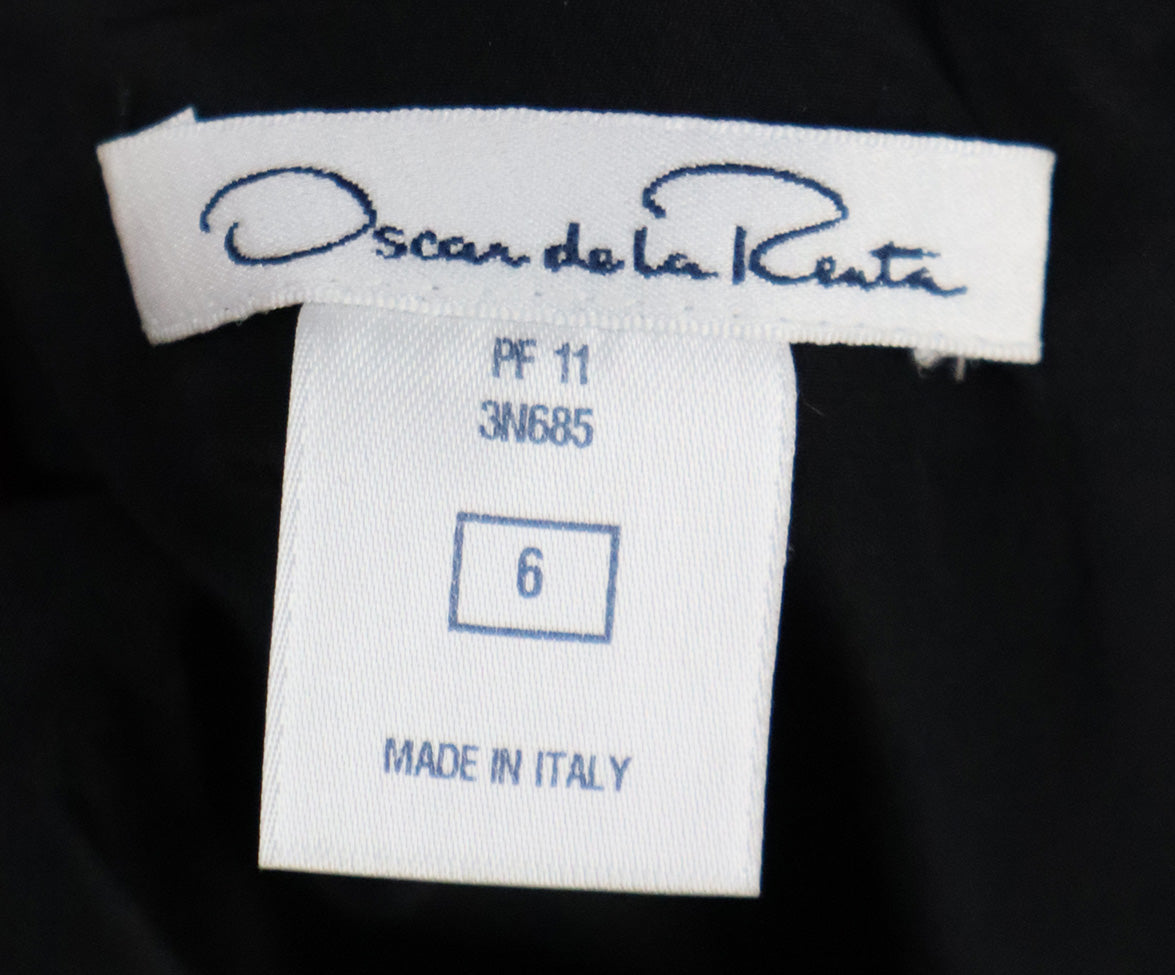 Oscar de la Renta
PF 11
3N685
6
MADE IN ITALY